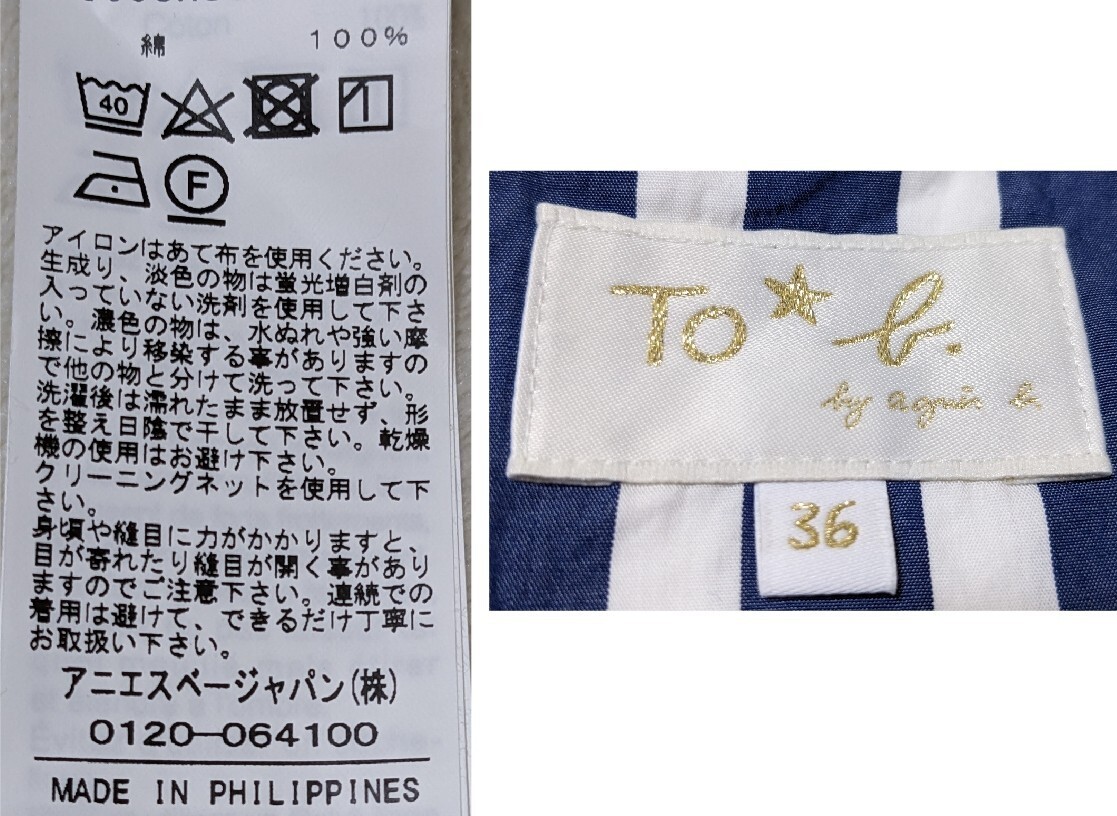 綿 100%
40
F
アイロンはあて布を使用ください。
生成り、淡色の物は蛍光増白剤の
入っていない洗剤を使用して下さ
い。濃色の物は、水ぬれや強い摩
擦により移染する事がありますの
で他の物と分けて洗って下さい。
洗濯後は濡れたまま放置せず、形
を整え日陰で干して下さい。乾燥
機の使用はお避け下さい。
クリーニングネットを使用して下
さい。
身頃や縫目に力がかかりますと、
目が寄れたり縫目が開く事があり
ますのでご注意下さい。連続での
着用は避けて、できるだけ丁寧に
お取扱い下さい。
アニエスベージャパン(株)
0120-064100
MADE IN PHILIPPINES
TO★b.
by agnès b.
36